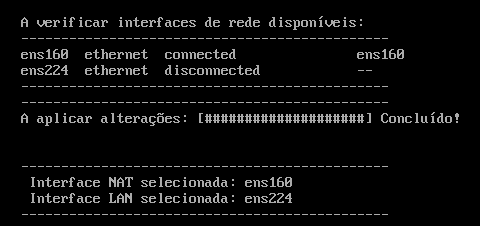 A verificar interfaces de rede disponíveis:
----------------------------------------------
ens160  ethernet  connected               ens160
ens224  ethernet  disconnected            --
----------------------------------------------
----------------------------------------------
A aplicar alterações: [####################] Concluído!
----------------------------------------------
Interface NAT selecionada: ens160
Interface LAN selecionada: ens224
----------------------------------------------